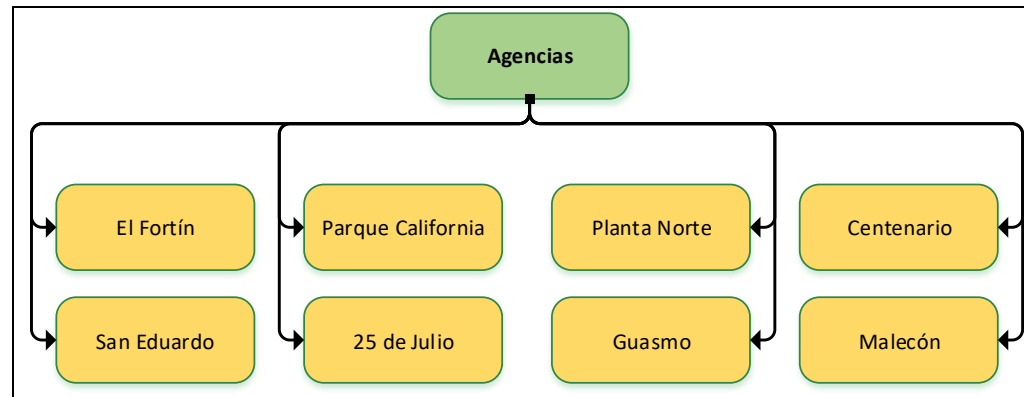 Agencias
El Fortín
Parque California
Planta Norte
Centenario
San Eduardo
25 de Julio
Guasmo
Malecón